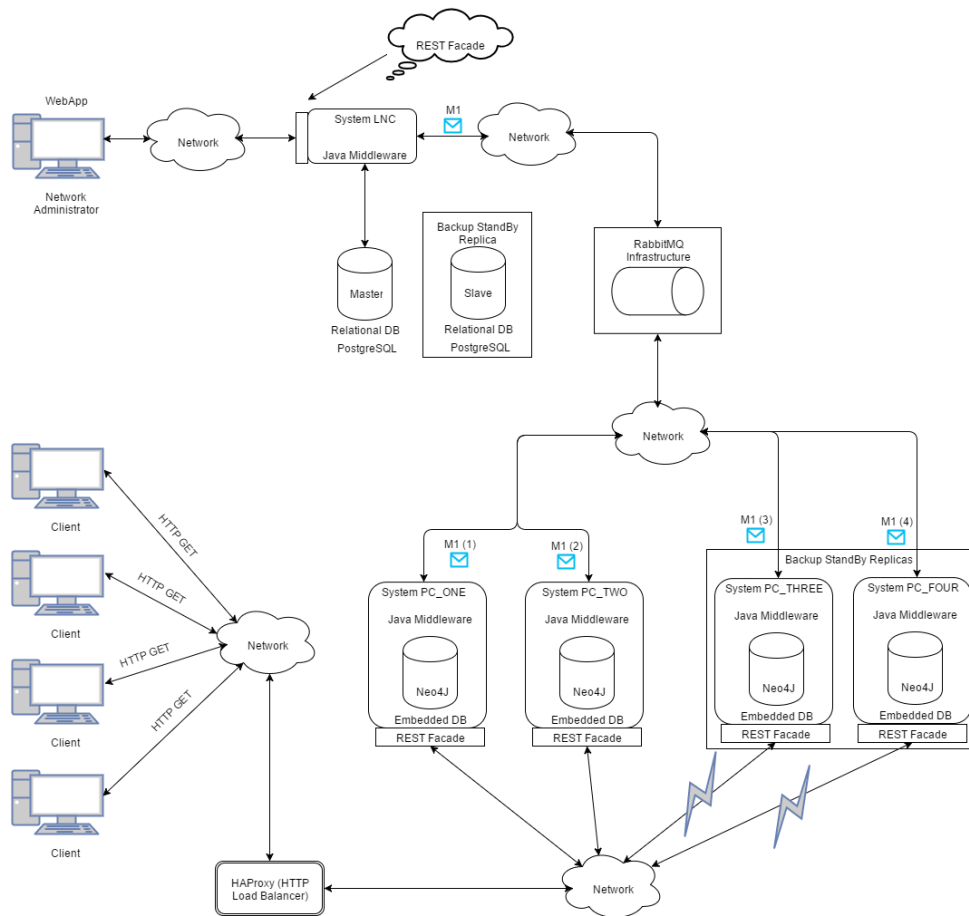 REST Facade
WebApp
Network
Network
Administrator
System LNC
Java Middleware
M1
Network
Master
Relational DB
PostgreSQL
Backup StandBy
Replica
Slave
Relational DB
PostgreSQL
RabbitMQ
Infrastructure
Network
Client
HTTP GET
Client
HTTP GET
Client
HTTP GET
Client
HTTP GET
Network
M1 (1)
System PC_ONE
Java Middleware
Neo4J
Embedded DB
REST Facade
M1 (2)
System PC_TWO
Java Middleware
Neo4J
Embedded DB
REST Facade
M1 (3)
M1 (4)
Backup StandBy Replicas
System PC_THREE
Java Middleware
Neo4J
Embedded DB
REST Facade
System PC_FOUR
Java Middleware
Neo4J
Embedded DB
REST Facade
HAProxy (HTTP
Load Balancer)
Network